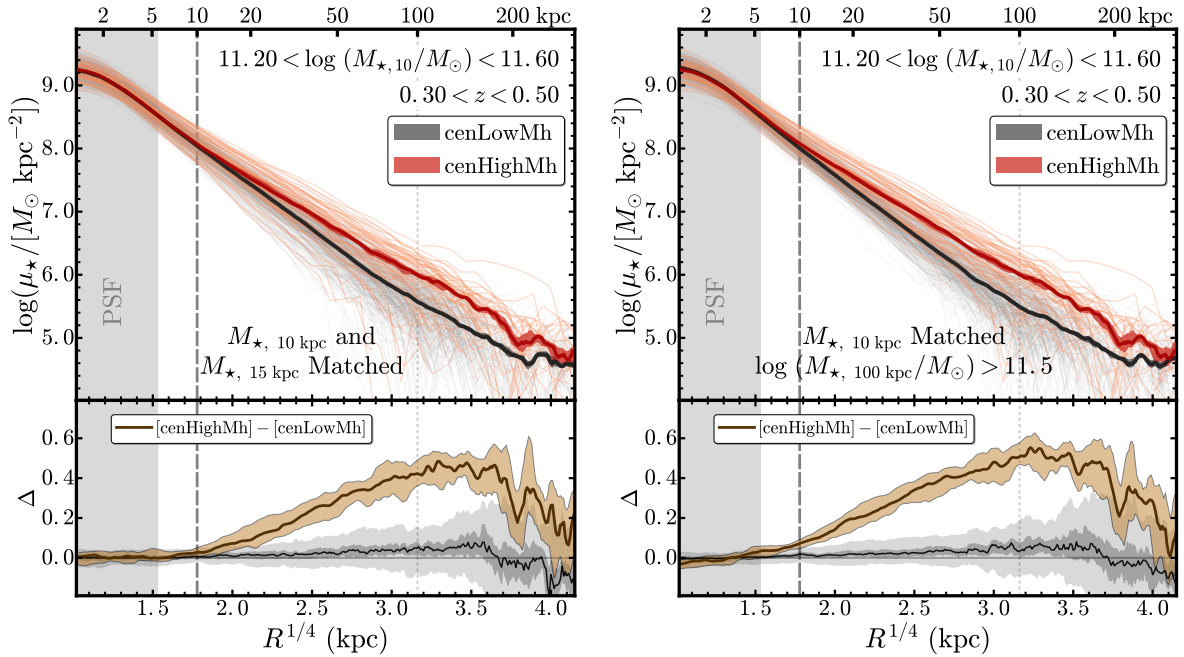 2 5 10 20 50 100 200 kpc
11.20 < log (M⋆,10/M⊙) < 11.60
0.30 < z < 0.50
cenLowMh
cenHighMh
log(μ⋆/[M⊙ kpc⁻²])
9.0
8.0
7.0
6.0
5.0
PSF
M⋆, 10 kpc and
M⋆, 15 kpc Matched
[cenHighMh] − [cenLowMh]
Δ
0.6
0.4
0.2
0.0
1.5 2.0 2.5 3.0 3.5 4.0
R^1/4 (kpc)
2 5 10 20 50 100 200 kpc
11.20 < log (M⋆,10/M⊙) < 11.60
0.30 < z < 0.50
cenLowMh
cenHighMh
log(μ⋆/[M⊙ kpc⁻²])
9.0
8.0
7.0
6.0
5.0
PSF
M⋆, 10 kpc Matched
log (M⋆, 100 kpc/M⊙) > 11.5
[cenHighMh] − [cenLowMh]
Δ
0.6
0.4
0.2
0.0
1.5 2.0 2.5 3.0 3.5 4.0
R^1/4 (kpc)